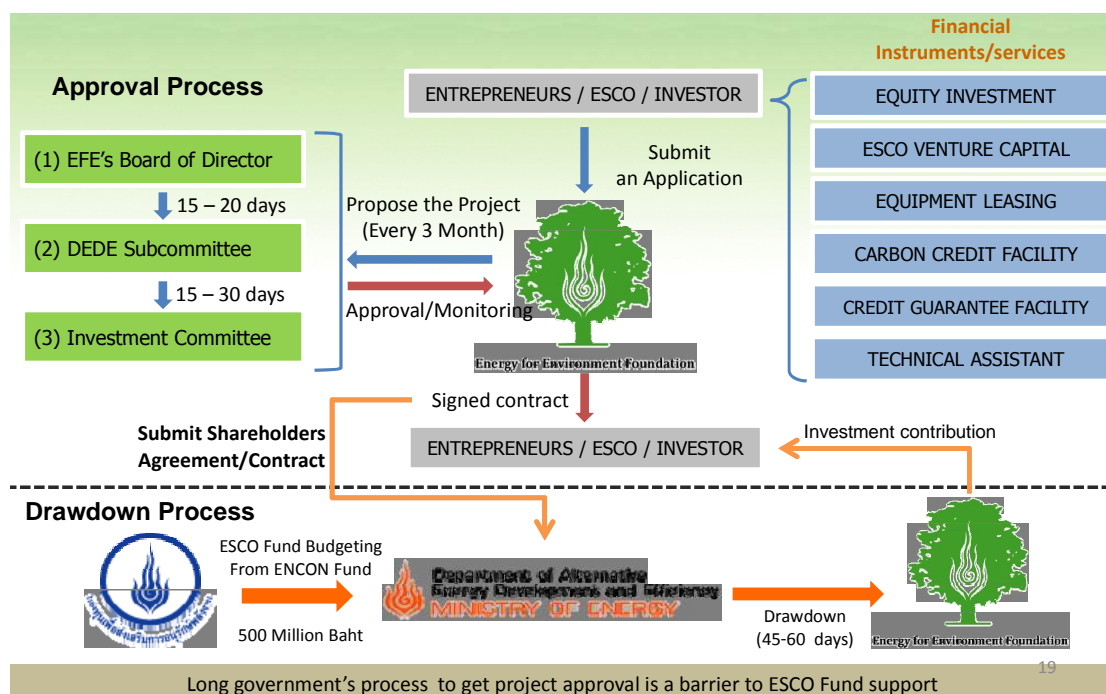 Financial
Instruments/services
Approval Process
ENTREPRENEURS / ESCO / INVESTOR
EQUITY INVESTMENT
ESCO VENTURE CAPITAL
EQUIPMENT LEASING
CARBON CREDIT FACILITY
CREDIT GUARANTEE FACILITY
TECHNICAL ASSISTANT
(1) EFE's Board of Director
15 – 20 days
(2) DEDE Subcommittee
15 – 30 days
(3) Investment Committee
Submit
an Application
Propose the Project
(Every 3 Month)
Approval/Monitoring
Energy for Environment Foundation
Signed contract
ENTREPRENEURS / ESCO / INVESTOR
Submit Shareholders
Agreement/Contract
Investment contribution
Drawdown Process
ESCO Fund Budgeting
From ENCON Fund
500 Million Baht
Department of Alternative
Energy Development and Efficiency
MINISTRY OF ENERGY
Drawdown
(45-60 days)
Energy for Environment Foundation
19
Long government's process to get project approval is a barrier to ESCO Fund support